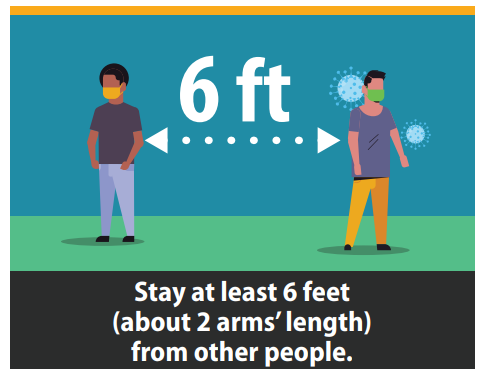 6 ft
Stay at least 6 feet
(about 2 arms’ length)
from other people.